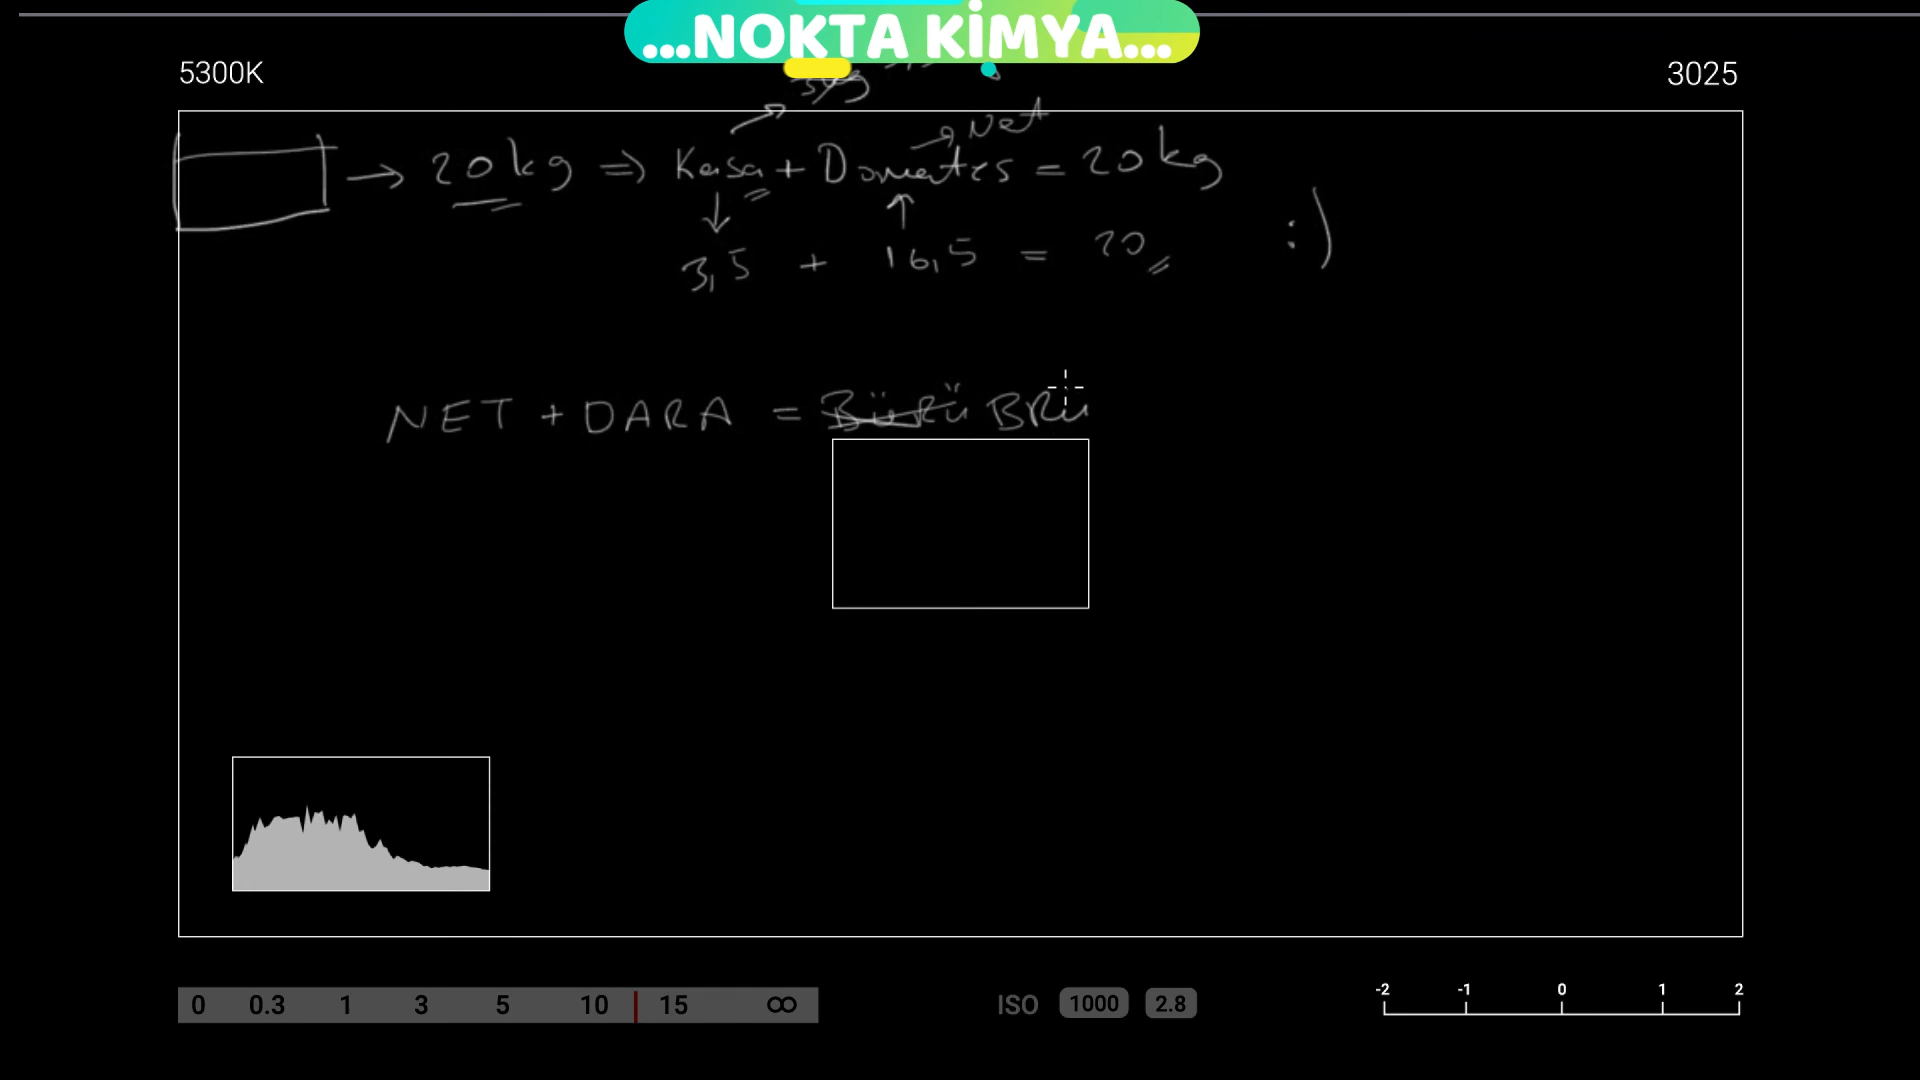 ...NOKTA KİMYA...
5300K
3025
Net
→ 20kg ⇒ Kasa + Domates = 20kg
3,5 + 16,5 = 20 :)
NET + DARA = BRÜ
0 0.3 1 3 5 10 15 ∞
ISO 1000 2.8
-2 -1 0 1 2